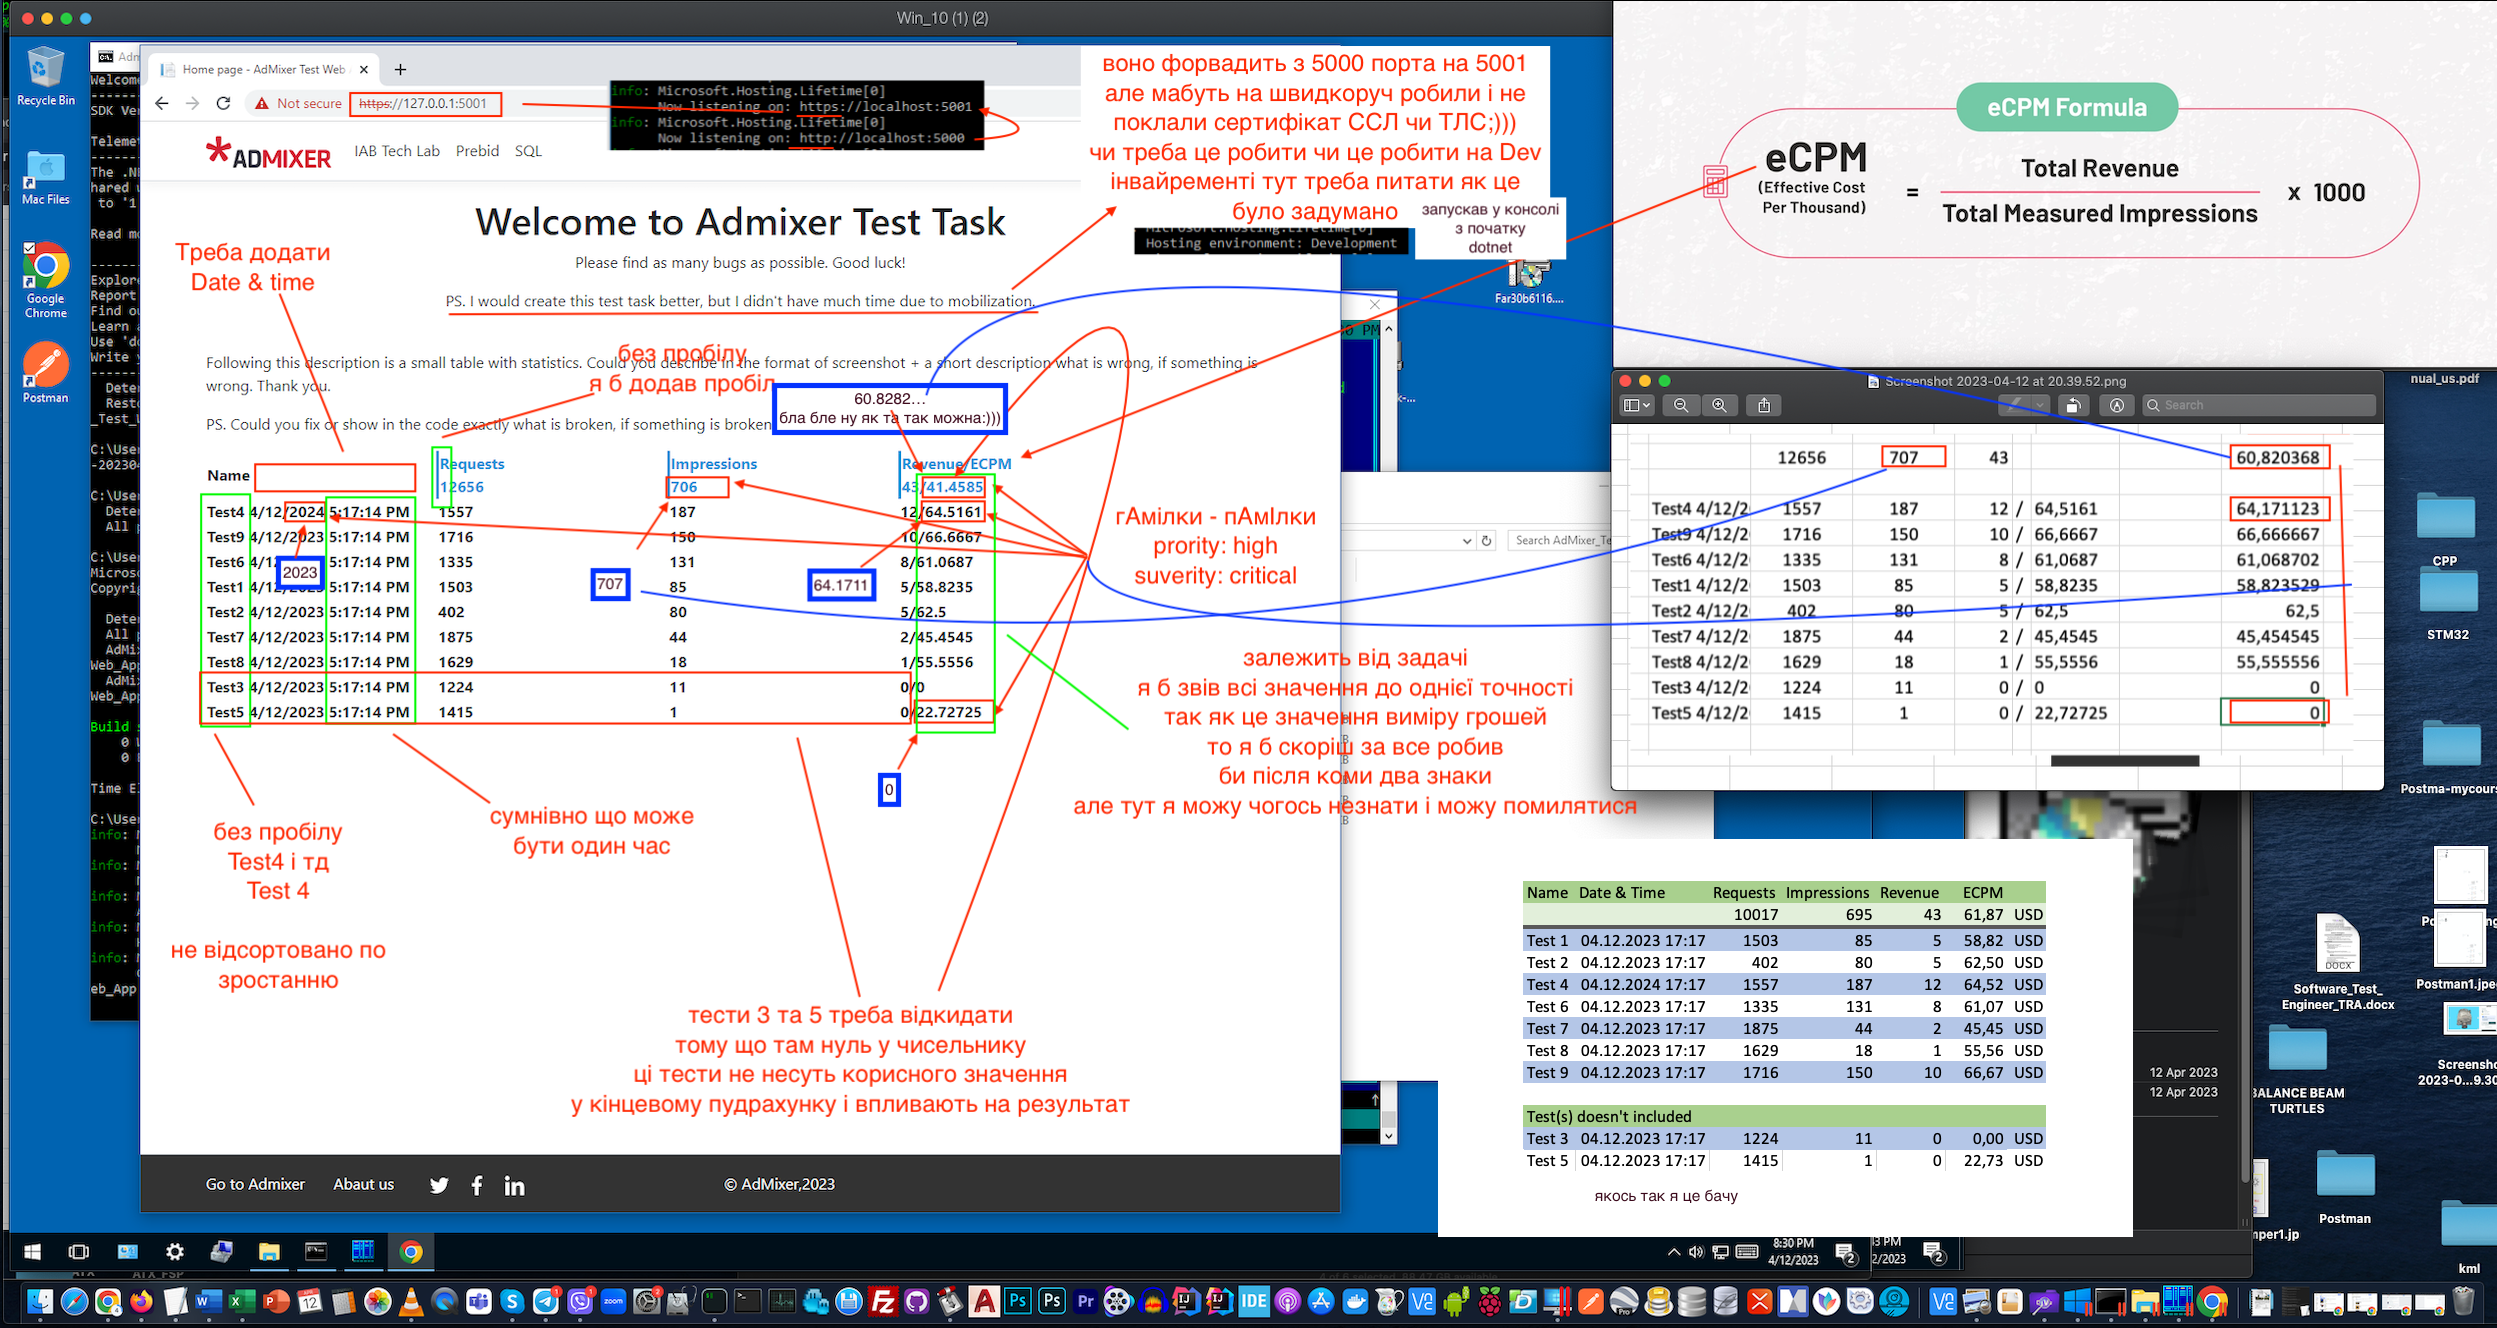 Win_10 (1) (2)
Recycle Bin
Mac Files
Google
Chrome
Postman
Home page - AdMixer Test Web
Not secure
https://127.0.0.1:5001
info: Microsoft.Hosting.Lifetime[0]
Now listening on: https://localhost:5001
info: Microsoft.Hosting.Lifetime[0]
Now listening on: http://localhost:5000
воно форвадить з 5000 порта на 5001
але мабуть на швидкоруч робили і не
поклали сертифікат ССЛ чи ТЛС;)))
чи треба це робити чи це робити на Dev
інвайременті тут треба питати як це
було задумано
запускав у консолі
з початку
dotnet
Hosting environment: Development
ADMIXER
IAB Tech Lab
Prebid
SQL
Welcome to Admixer Test Task
Please find as many bugs as possible. Good luck!
PS. I would create this test task better, but I didn't have much time due to mobilization.
Треба додати
Date & time
Following this description is a small table with statistics. Could you describe in the format of screenshot + a short description what is wrong, if something is
wrong. Thank you.
без пробілу
я б додав пробіл
PS. Could you fix or show in the code exactly what is broken, if something is broken
60.8282...
бла бле ну як та так можна:)))
Name Requests Impressions Revenue/ECPM
12656 706 43/41.4585
Test4 4/12/2024 5:17:14 PM 1557 187 12/64.5161
Test9 4/12/2023 5:17:14 PM 1716 150 10/66.6667
Test6 4/12/2023 5:17:14 PM 1335 131 8/61.0687
Test1 4/12/2023 5:17:14 PM 1503 85 5/58.8235
Test2 4/12/2023 5:17:14 PM 402 80 5/62.5
Test7 4/12/2023 5:17:14 PM 1875 44 2/45.4545
Test8 4/12/2023 5:17:14 PM 1629 18 1/55.5556
Test3 4/12/2023 5:17:14 PM 1224 11 0/0
Test5 4/12/2023 5:17:14 PM 1415 1 0/22.72725
2023
707
64.1711
0
гАмілки - пАмІлки
prority: high
suverity: critical
залежить від задачі
я б звів всі значення до однієї точності
так як це значення виміру грошей
то я б скоріш за все робив
би після коми два знаки
але тут я можу чогось незнати і можу помилятися
без пробілу
Test4 і тд
Test 4
не відсортовано по
зростанню
сумнівно що може
бути один час
тести 3 та 5 треба відкидати
тому що там нуль у чисельнику
ці тести не несуть корисного значення
у кінцевому пудрахунку і впливають на результат
Go to Admixer
Abaut us
© AdMixer,2023
eCPM Formula
eCPM
(Effective Cost
Per Thousand)
=
Total Revenue
Total Measured Impressions
x 1000
Far30b6116....
Search AdMixer_Te
Screenshot 2023-04-12 at 20.39.52.png
Search
12656 707 43 60,820368
Test4 4/12/2 1557 187 12 / 64,5161 64,171123
Test9 4/12/2 1716 150 10 / 66,6667 66,666667
Test6 4/12/2 1335 131 8 / 61,0687 61,068702
Test1 4/12/2 1503 85 5 / 58,8235 58,823529
Test2 4/12/2 402 80 5 / 62,5 62,5
Test7 4/12/2 1875 44 2 / 45,4545 45,454545
Test8 4/12/2 1629 18 1 / 55,5556 55,555556
Test3 4/12/2 1224 11 0 / 0 0
Test5 4/12/2 1415 1 0 / 22,72725 0
Name Date & Time Requests Impressions Revenue ECPM
10017 695 43 61,87 USD
Test 1 04.12.2023 17:17 1503 85 5 58,82 USD
Test 2 04.12.2023 17:17 402 80 5 62,50 USD
Test 4 04.12.2024 17:17 1557 187 12 64,52 USD
Test 6 04.12.2023 17:17 1335 131 8 61,07 USD
Test 7 04.12.2023 17:17 1875 44 2 45,45 USD
Test 8 04.12.2023 17:17 1629 18 1 55,56 USD
Test 9 04.12.2023 17:17 1716 150 10 66,67 USD
Test(s) doesn't included
Test 3 04.12.2023 17:17 1224 11 0 0,00 USD
Test 5 04.12.2023 17:17 1415 1 0 22,73 USD
якось так я це бачу
nual_us.pdf
CPP
STM32
Postma-mycours
Software_Test_
Engineer_TRA.docx
Postman1.jpe
Screensh
2023-0...9.30
12 Apr 2023
12 Apr 2023
BALANCE BEAM
TURTLES
Postman
mper1.jp
kml
8:30 PM
4/12/2023